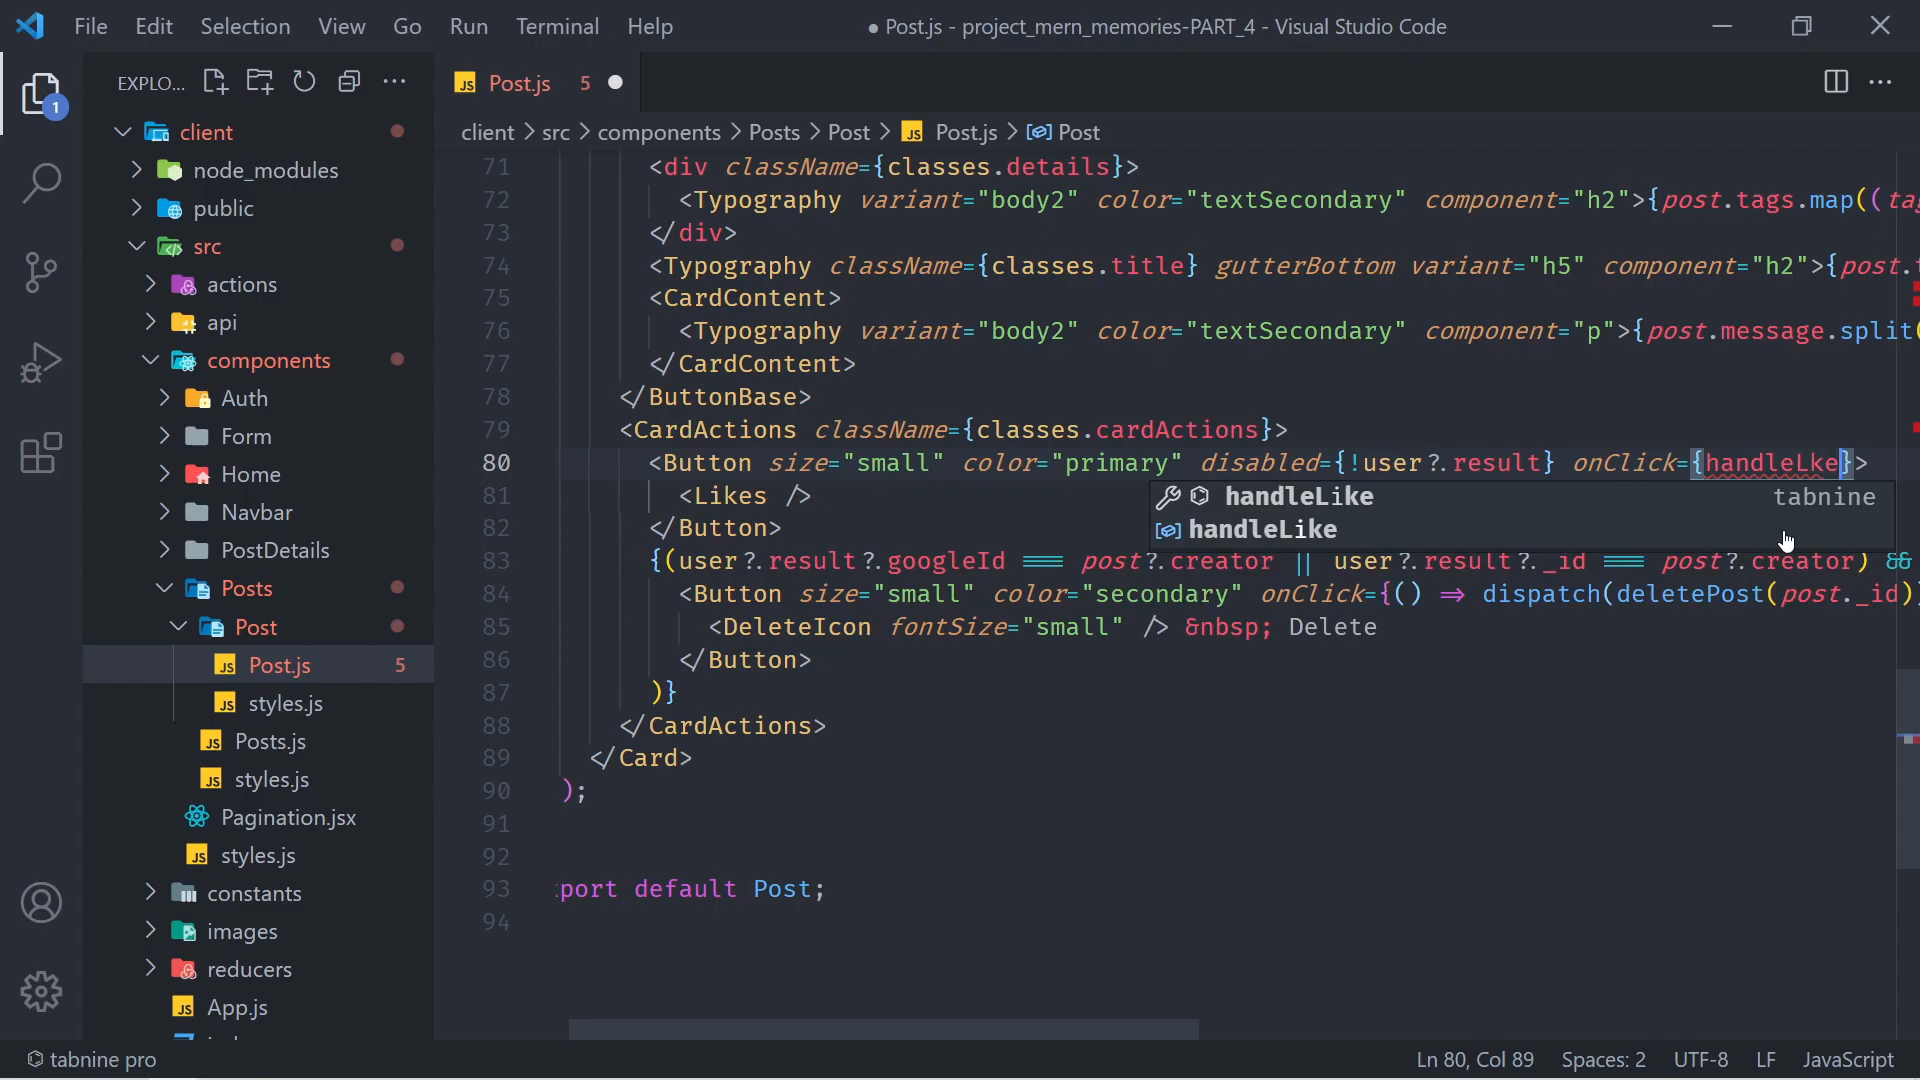 File Edit Selection View Go Run Terminal Help
● Post.js - project_mern_memories-PART_4 - Visual Studio Code
EXPLO...
Post.js 5
1
client > src > components > Posts > Post > Post.js > Post
client
node_modules
public
src
actions
api
components
Auth
Form
Home
Navbar
PostDetails
Posts
Post
Post.js 5
styles.js
Posts.js
styles.js
Pagination.jsx
styles.js
constants
images
reducers
App.js
71 <div className={classes.details}>
72 <Typography variant="body2" color="textSecondary" component="h2">{post.tags.map((tag
73 </div>
74 <Typography className={classes.title} gutterBottom variant="h5" component="h2">{post.t
75 <CardContent>
76 <Typography variant="body2" color="textSecondary" component="p">{post.message.split(
77 </CardContent>
78 </ButtonBase>
79 <CardActions className={classes.cardActions}>
80 <Button size="small" color="primary" disabled={!user?.result} onClick={handleLke}>
81 <Likes />
handleLike tabnine
82 </Button>
handleLike
83 {(user?.result?.googleId === post?.creator || user?.result?._id === post?.creator) &&
84 <Button size="small" color="secondary" onClick={() => dispatch(deletePost(post._id))
85 <DeleteIcon fontSize="small" /> &nbsp; Delete
86 </Button>
87 )}
88 </CardActions>
89 </Card>
90 );
91
92
93 port default Post;
94
tabnine pro
Ln 80, Col 89 Spaces: 2 UTF-8 LF JavaScript